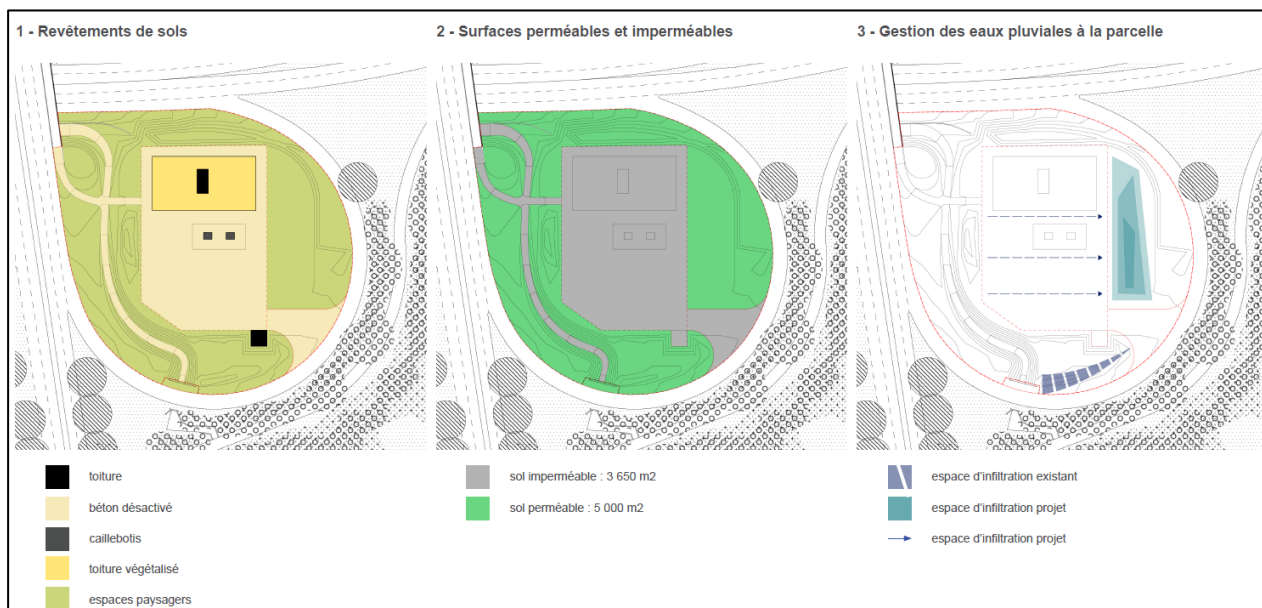 1 - Revêtements de sols
2 - Surfaces perméables et imperméables
3 - Gestion des eaux pluviales à la parcelle
toiture
béton désactivé
caillebotis
toiture végétalisé
espaces paysagers
sol imperméable : 3 650 m2
sol perméable : 5 000 m2
espace d'infiltration existant
espace d'infiltration projet
espace d'infiltration projet